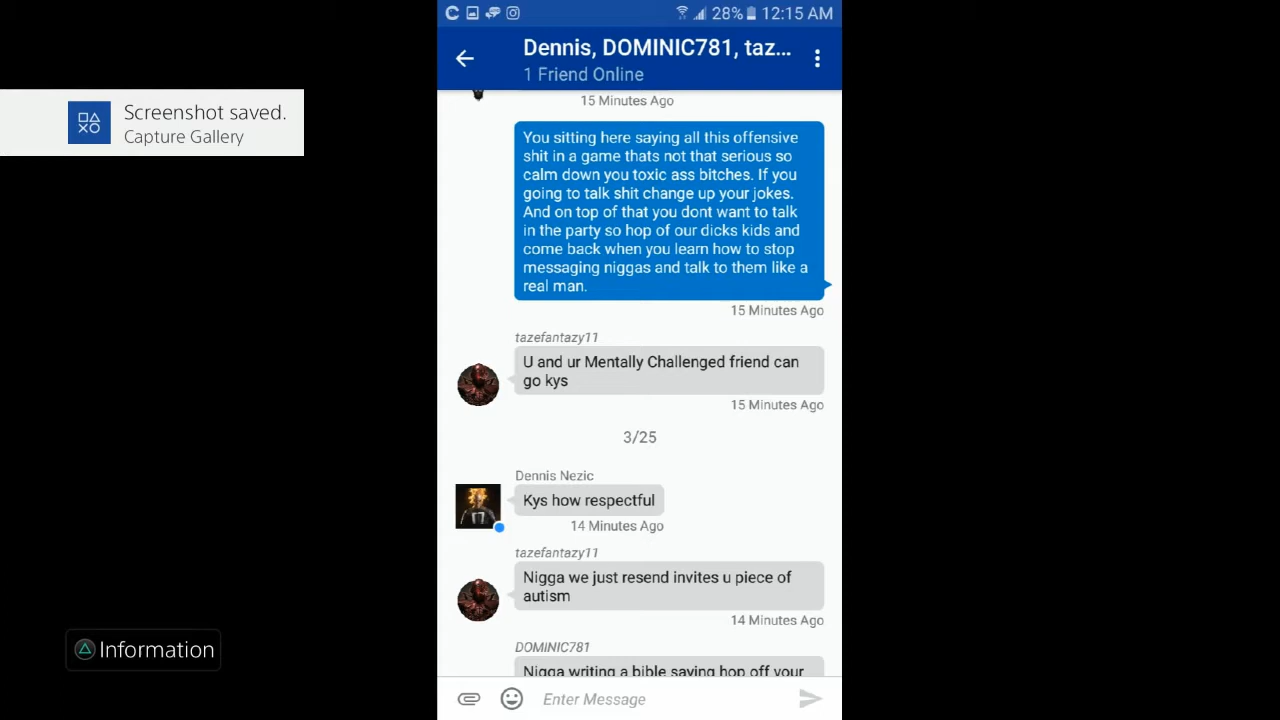 28% 12:15 AM
Dennis, DOMINIC781, taz...
1 Friend Online
Screenshot saved.
Capture Gallery
15 Minutes Ago
You sitting here saying all this offensive
shit in a game thats not that serious so
calm down you toxic ass bitches. If you
going to talk shit change up your jokes.
And on top of that you dont want to talk
in the party so hop of our dicks kids and
come back when you learn how to stop
messaging niggas and talk to them like a
real man.
15 Minutes Ago
tazefantazy11
U and ur Mentally Challenged friend can
go kys
15 Minutes Ago
3/25
Dennis Nezic
Kys how respectful
14 Minutes Ago
tazefantazy11
Nigga we just resend invites u piece of
autism
14 Minutes Ago
Information
DOMINIC781
Nigga writing a bible saying hop off your
Enter Message